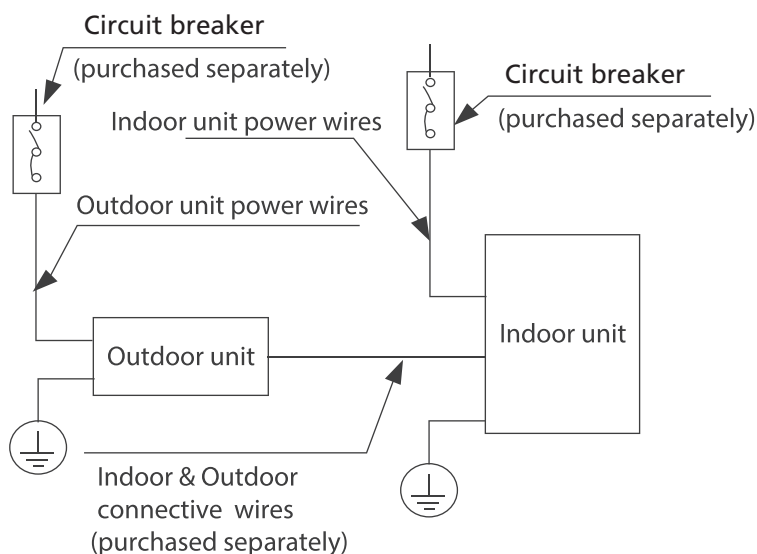 Circuit breaker
(purchased separately)
Circuit breaker
(purchased separately)
Indoor unit power wires
Outdoor unit power wires
Indoor unit
Outdoor unit
Indoor & Outdoor
connective wires
(purchased separately)